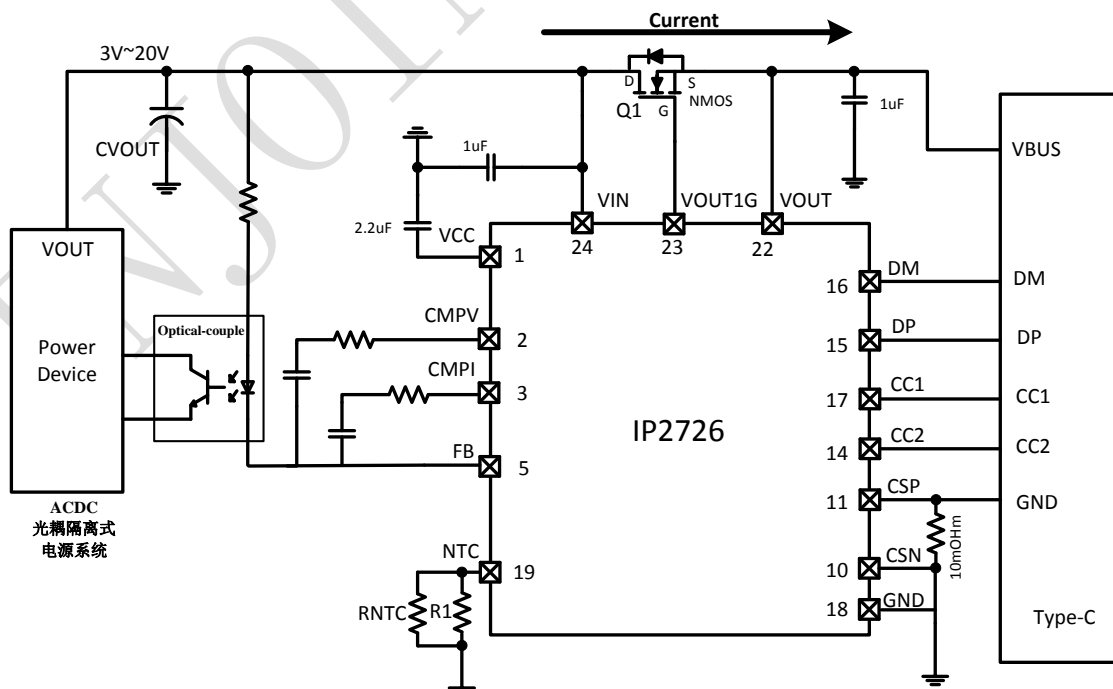 Current
3V~20V
D
S
NMOS
Q1
G
1uF
CVOUT
1uF
VBUS
VIN
VOUT1G
VOUT
2.2uF
VCC
24
23
22
1
VOUT
16
DM
DM
CMPV
Optical-couple
2
15
DP
DP
Power
Device
CMPI
3
17
CC1
CC1
IP2726
FB
5
14
CC2
CC2
11
CSP
GND
ACDC
光耦隔离式
电源系统
10mOHm
NTC
19
10
CSN
RNTC
R1
18
GND
Type-C